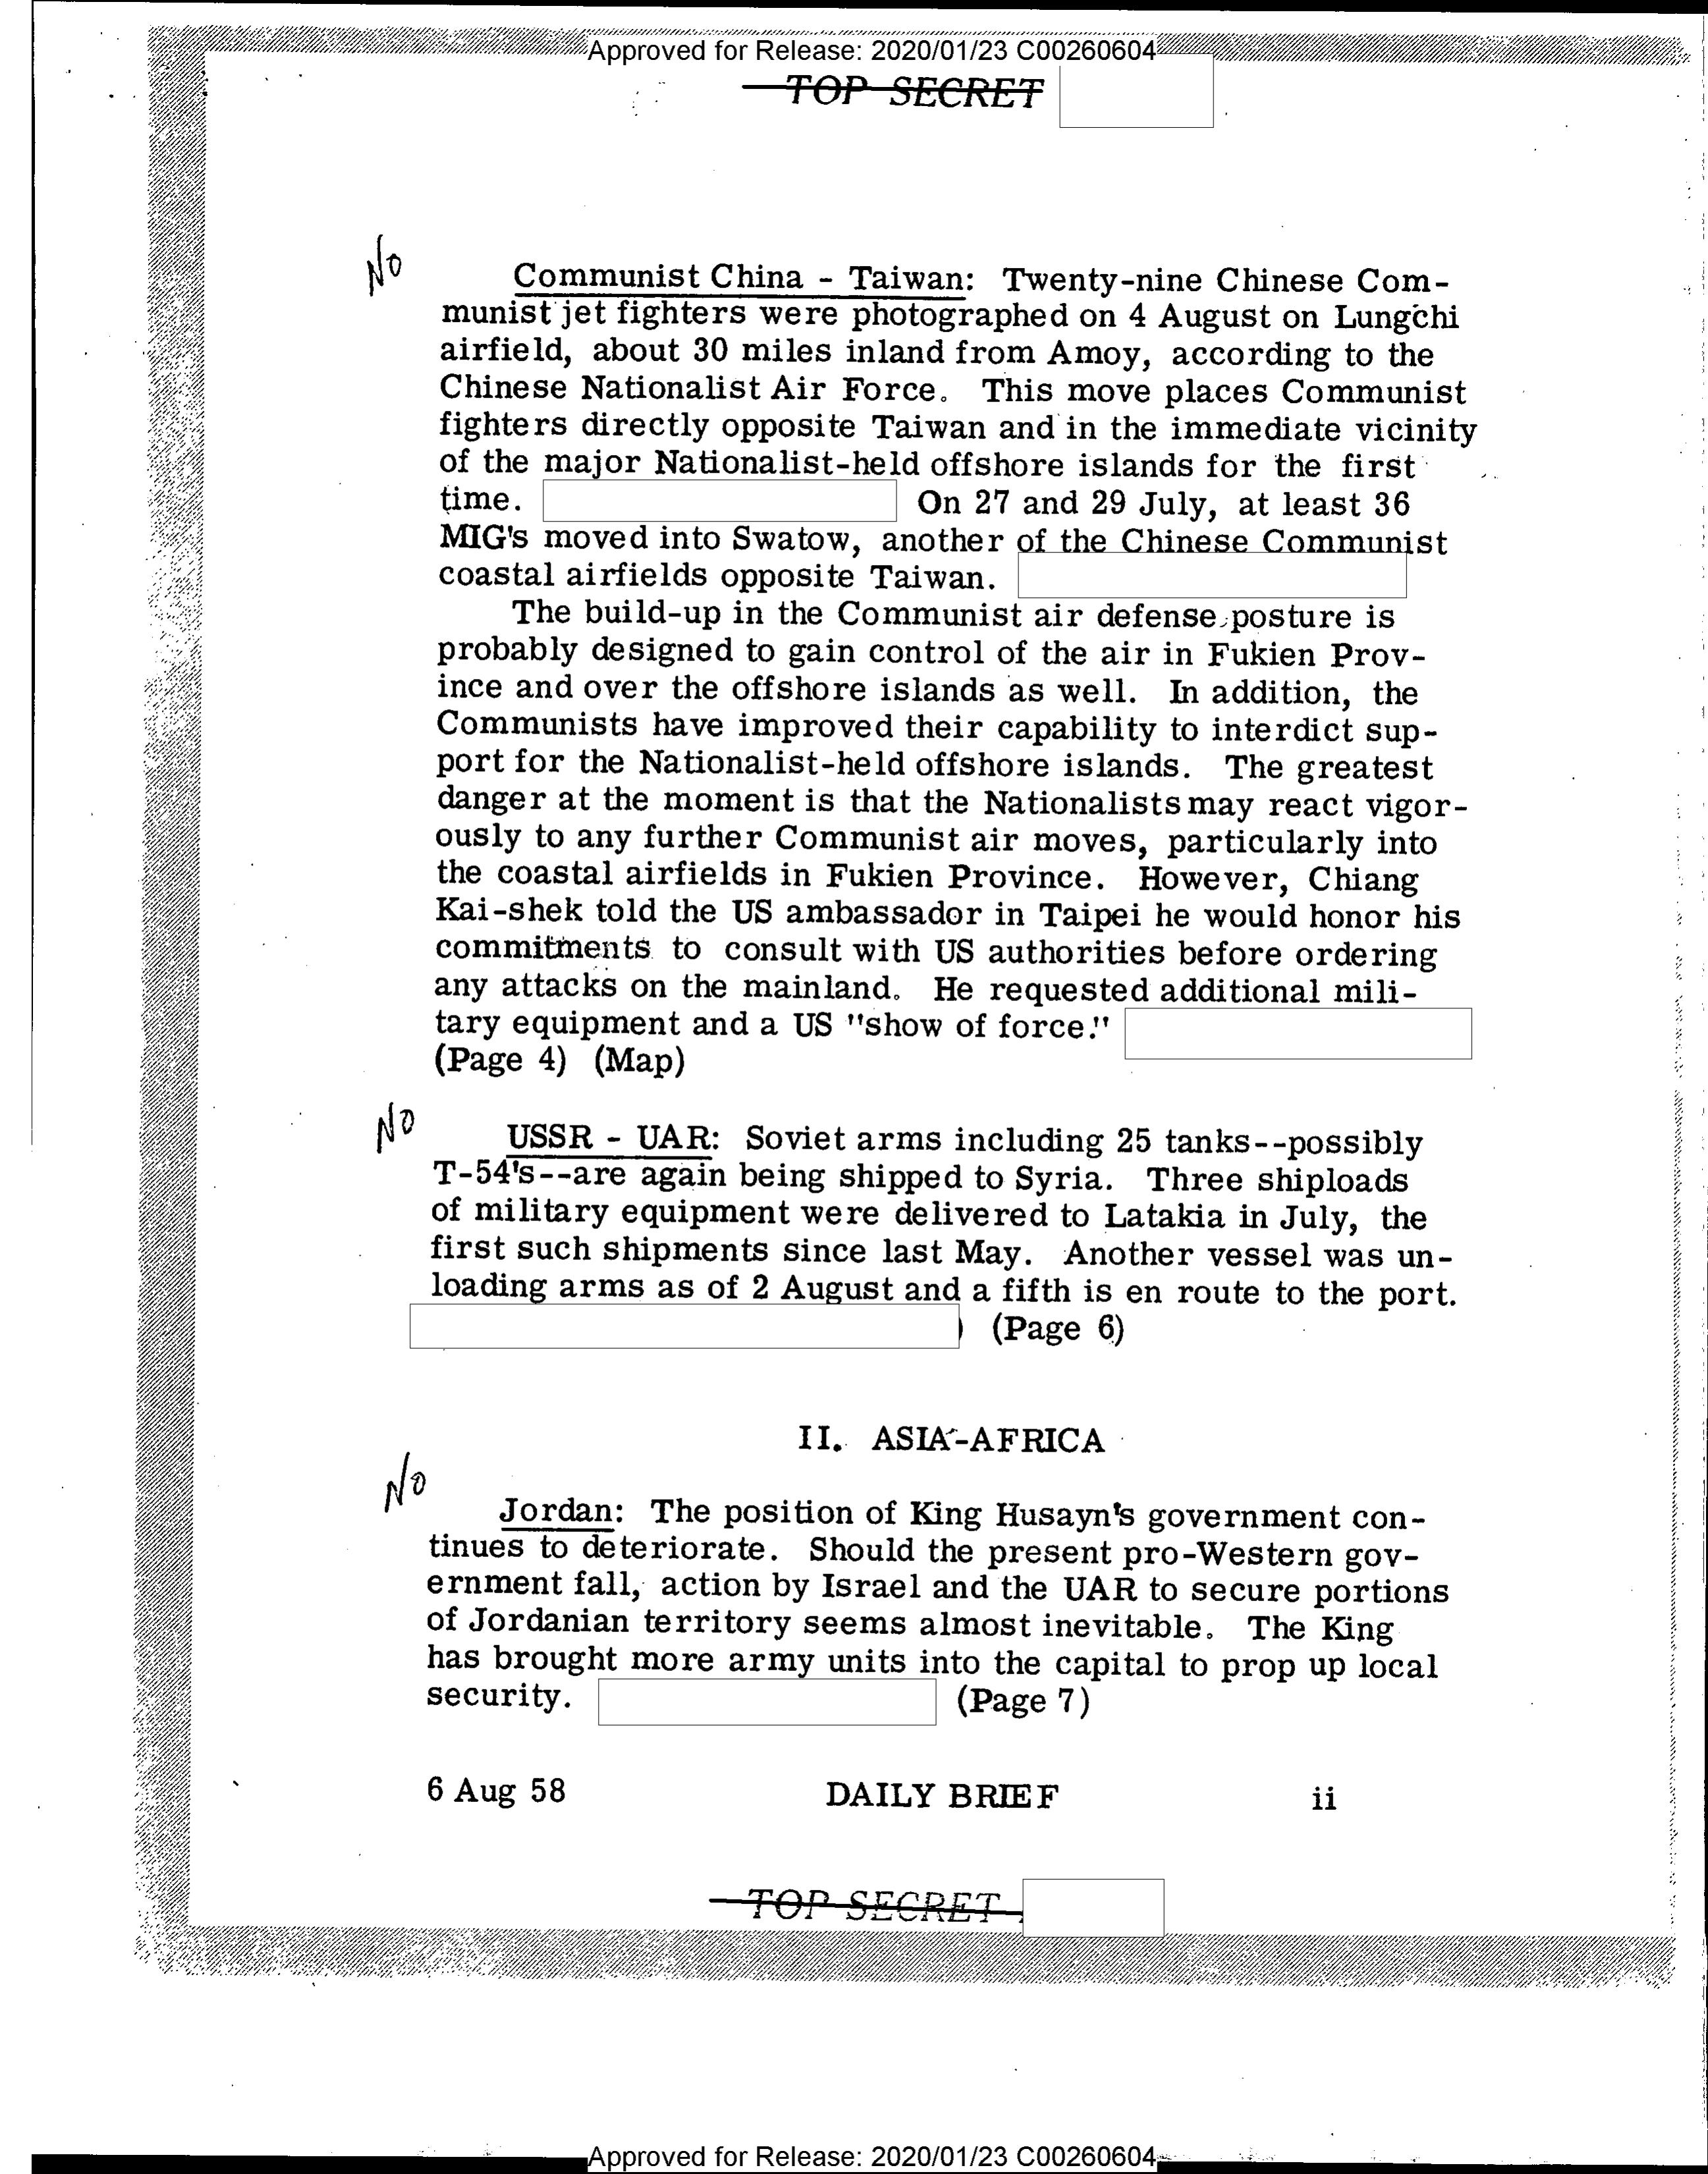 Approved for Release: 2020/01/23 C00260604
TOP SECRET
No
Communist China - Taiwan: Twenty-nine Chinese Com-
munist jet fighters were photographed on 4 August on Lungchi
airfield, about 30 miles inland from Amoy, according to the
Chinese Nationalist Air Force. This move places Communist
fighters directly opposite Taiwan and in the immediate vicinity
of the major Nationalist-held offshore islands for the first
time. On 27 and 29 July, at least 36
MIG's moved into Swatow, another of the Chinese Communist
coastal airfields opposite Taiwan.
The build-up in the Communist air defense posture is
probably designed to gain control of the air in Fukien Prov-
ince and over the offshore islands as well. In addition, the
Communists have improved their capability to interdict sup-
port for the Nationalist-held offshore islands. The greatest
danger at the moment is that the Nationalists may react vigor-
ously to any further Communist air moves, particularly into
the coastal airfields in Fukien Province. However, Chiang
Kai-shek told the US ambassador in Taipei he would honor his
commitments to consult with US authorities before ordering
any attacks on the mainland. He requested additional mili-
tary equipment and a US "show of force."
(Page 4) (Map)
No
USSR - UAR: Soviet arms including 25 tanks--possibly
T-54's--are again being shipped to Syria. Three shiploads
of military equipment were delivered to Latakia in July, the
first such shipments since last May. Another vessel was un-
loading arms as of 2 August and a fifth is en route to the port.
) (Page 6)
II. ASIA-AFRICA
No
Jordan: The position of King Husayn's government con-
tinues to deteriorate. Should the present pro-Western gov-
ernment fall, action by Israel and the UAR to secure portions
of Jordanian territory seems almost inevitable. The King
has brought more army units into the capital to prop up local
security. (Page 7)
6 Aug 58 DAILY BRIEF ii
TOP SECRET
Approved for Release: 2020/01/23 C00260604